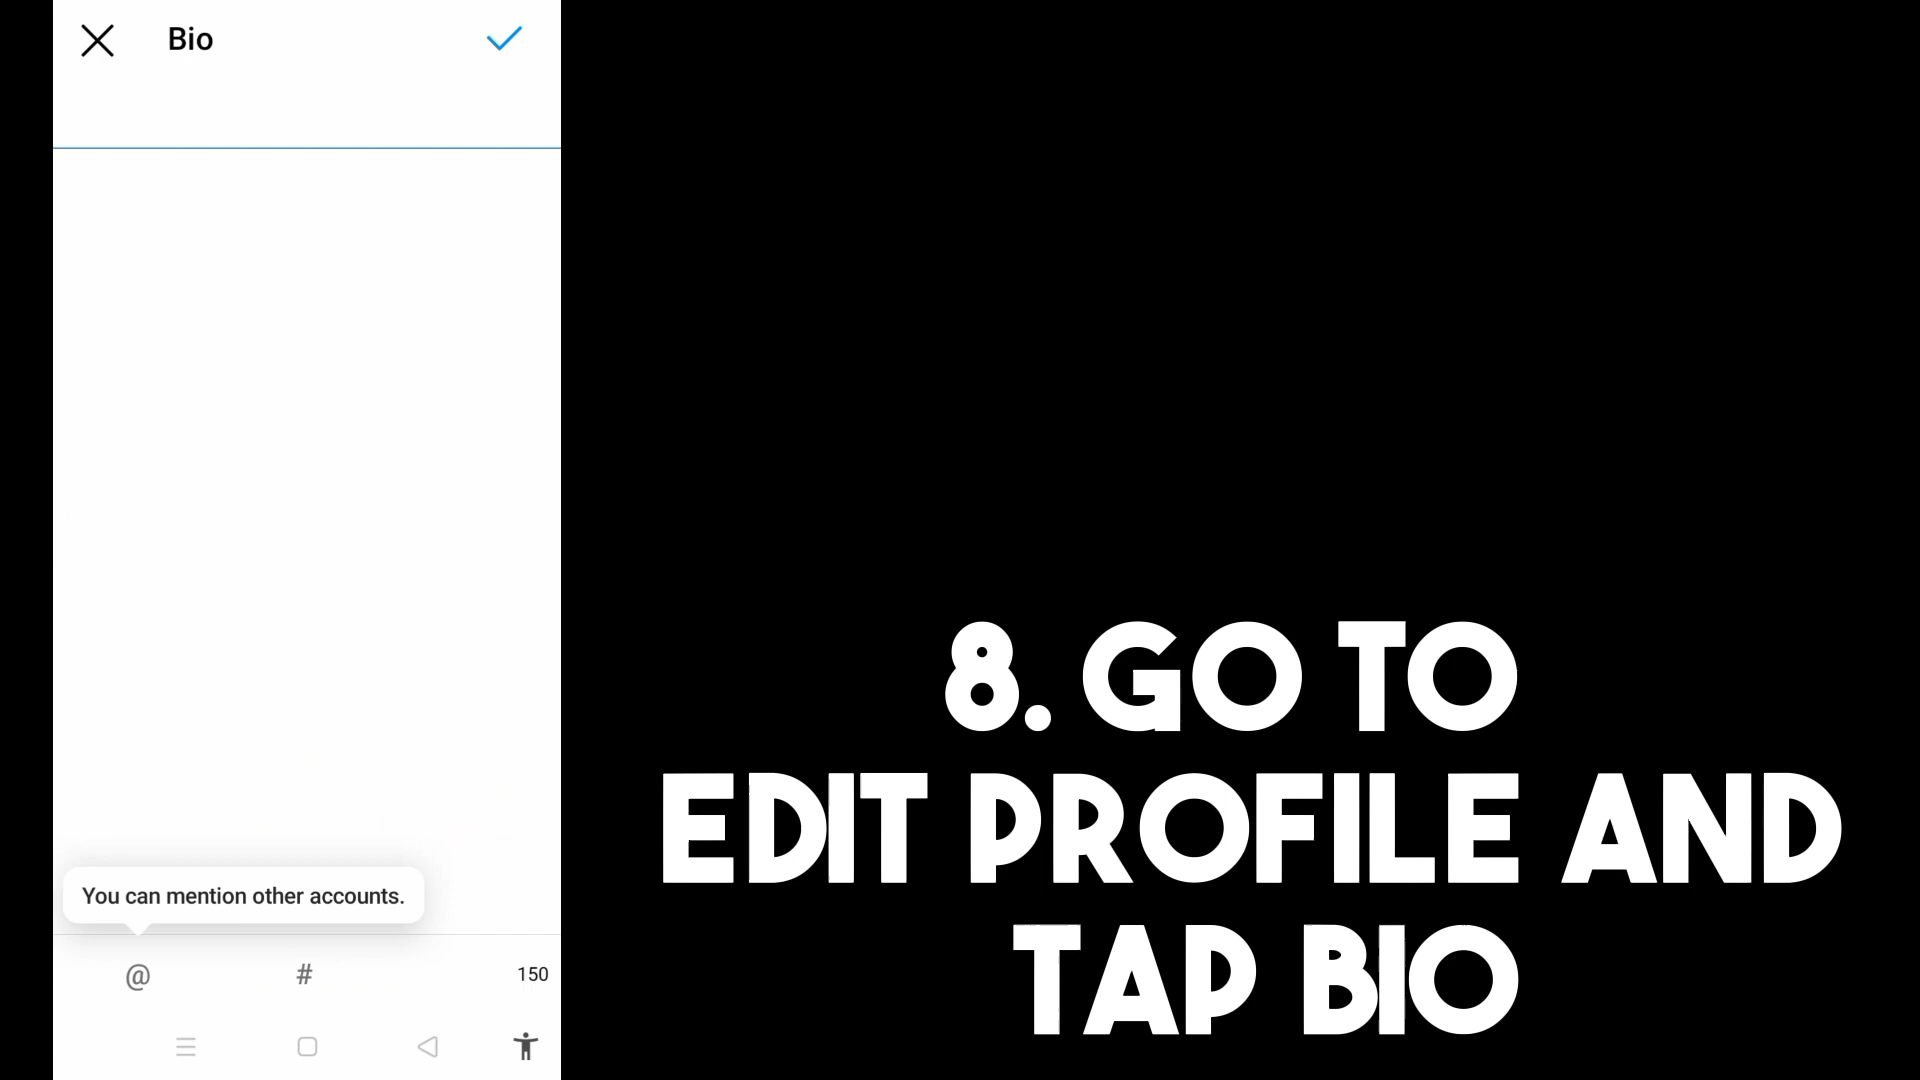 Bio
You can mention other accounts.
@ # 150
8. GO TO
EDIT PROFILE AND
TAP BIO